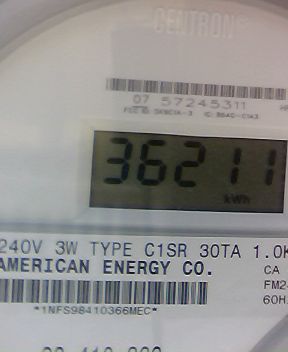 CENTRON®
07 57245311
36211
kWh
240V 3W TYPE C1SR 30TA 1.0K
AMERICAN ENERGY CO.
CA
FM2
60H
*1NFS98410366MEC*